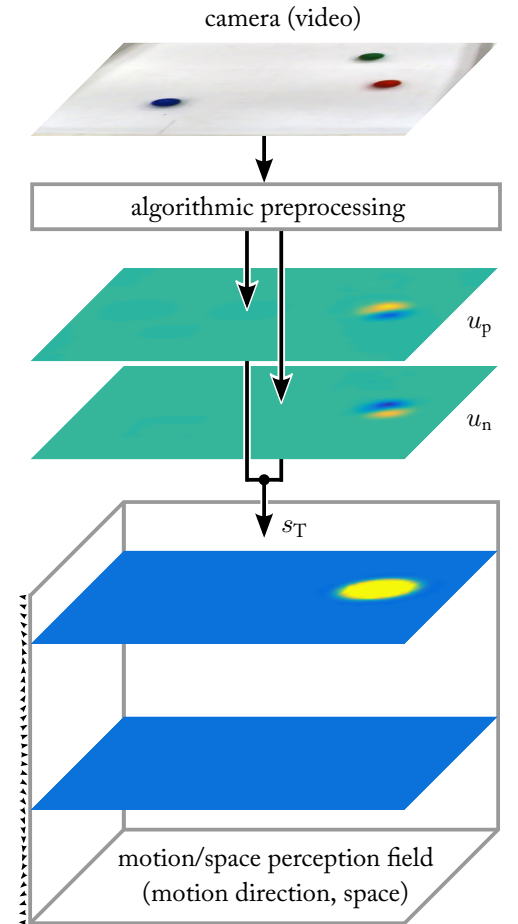 camera (video)
algorithmic preprocessing
u_p
u_n
s_T
motion/space perception field
(motion direction, space)